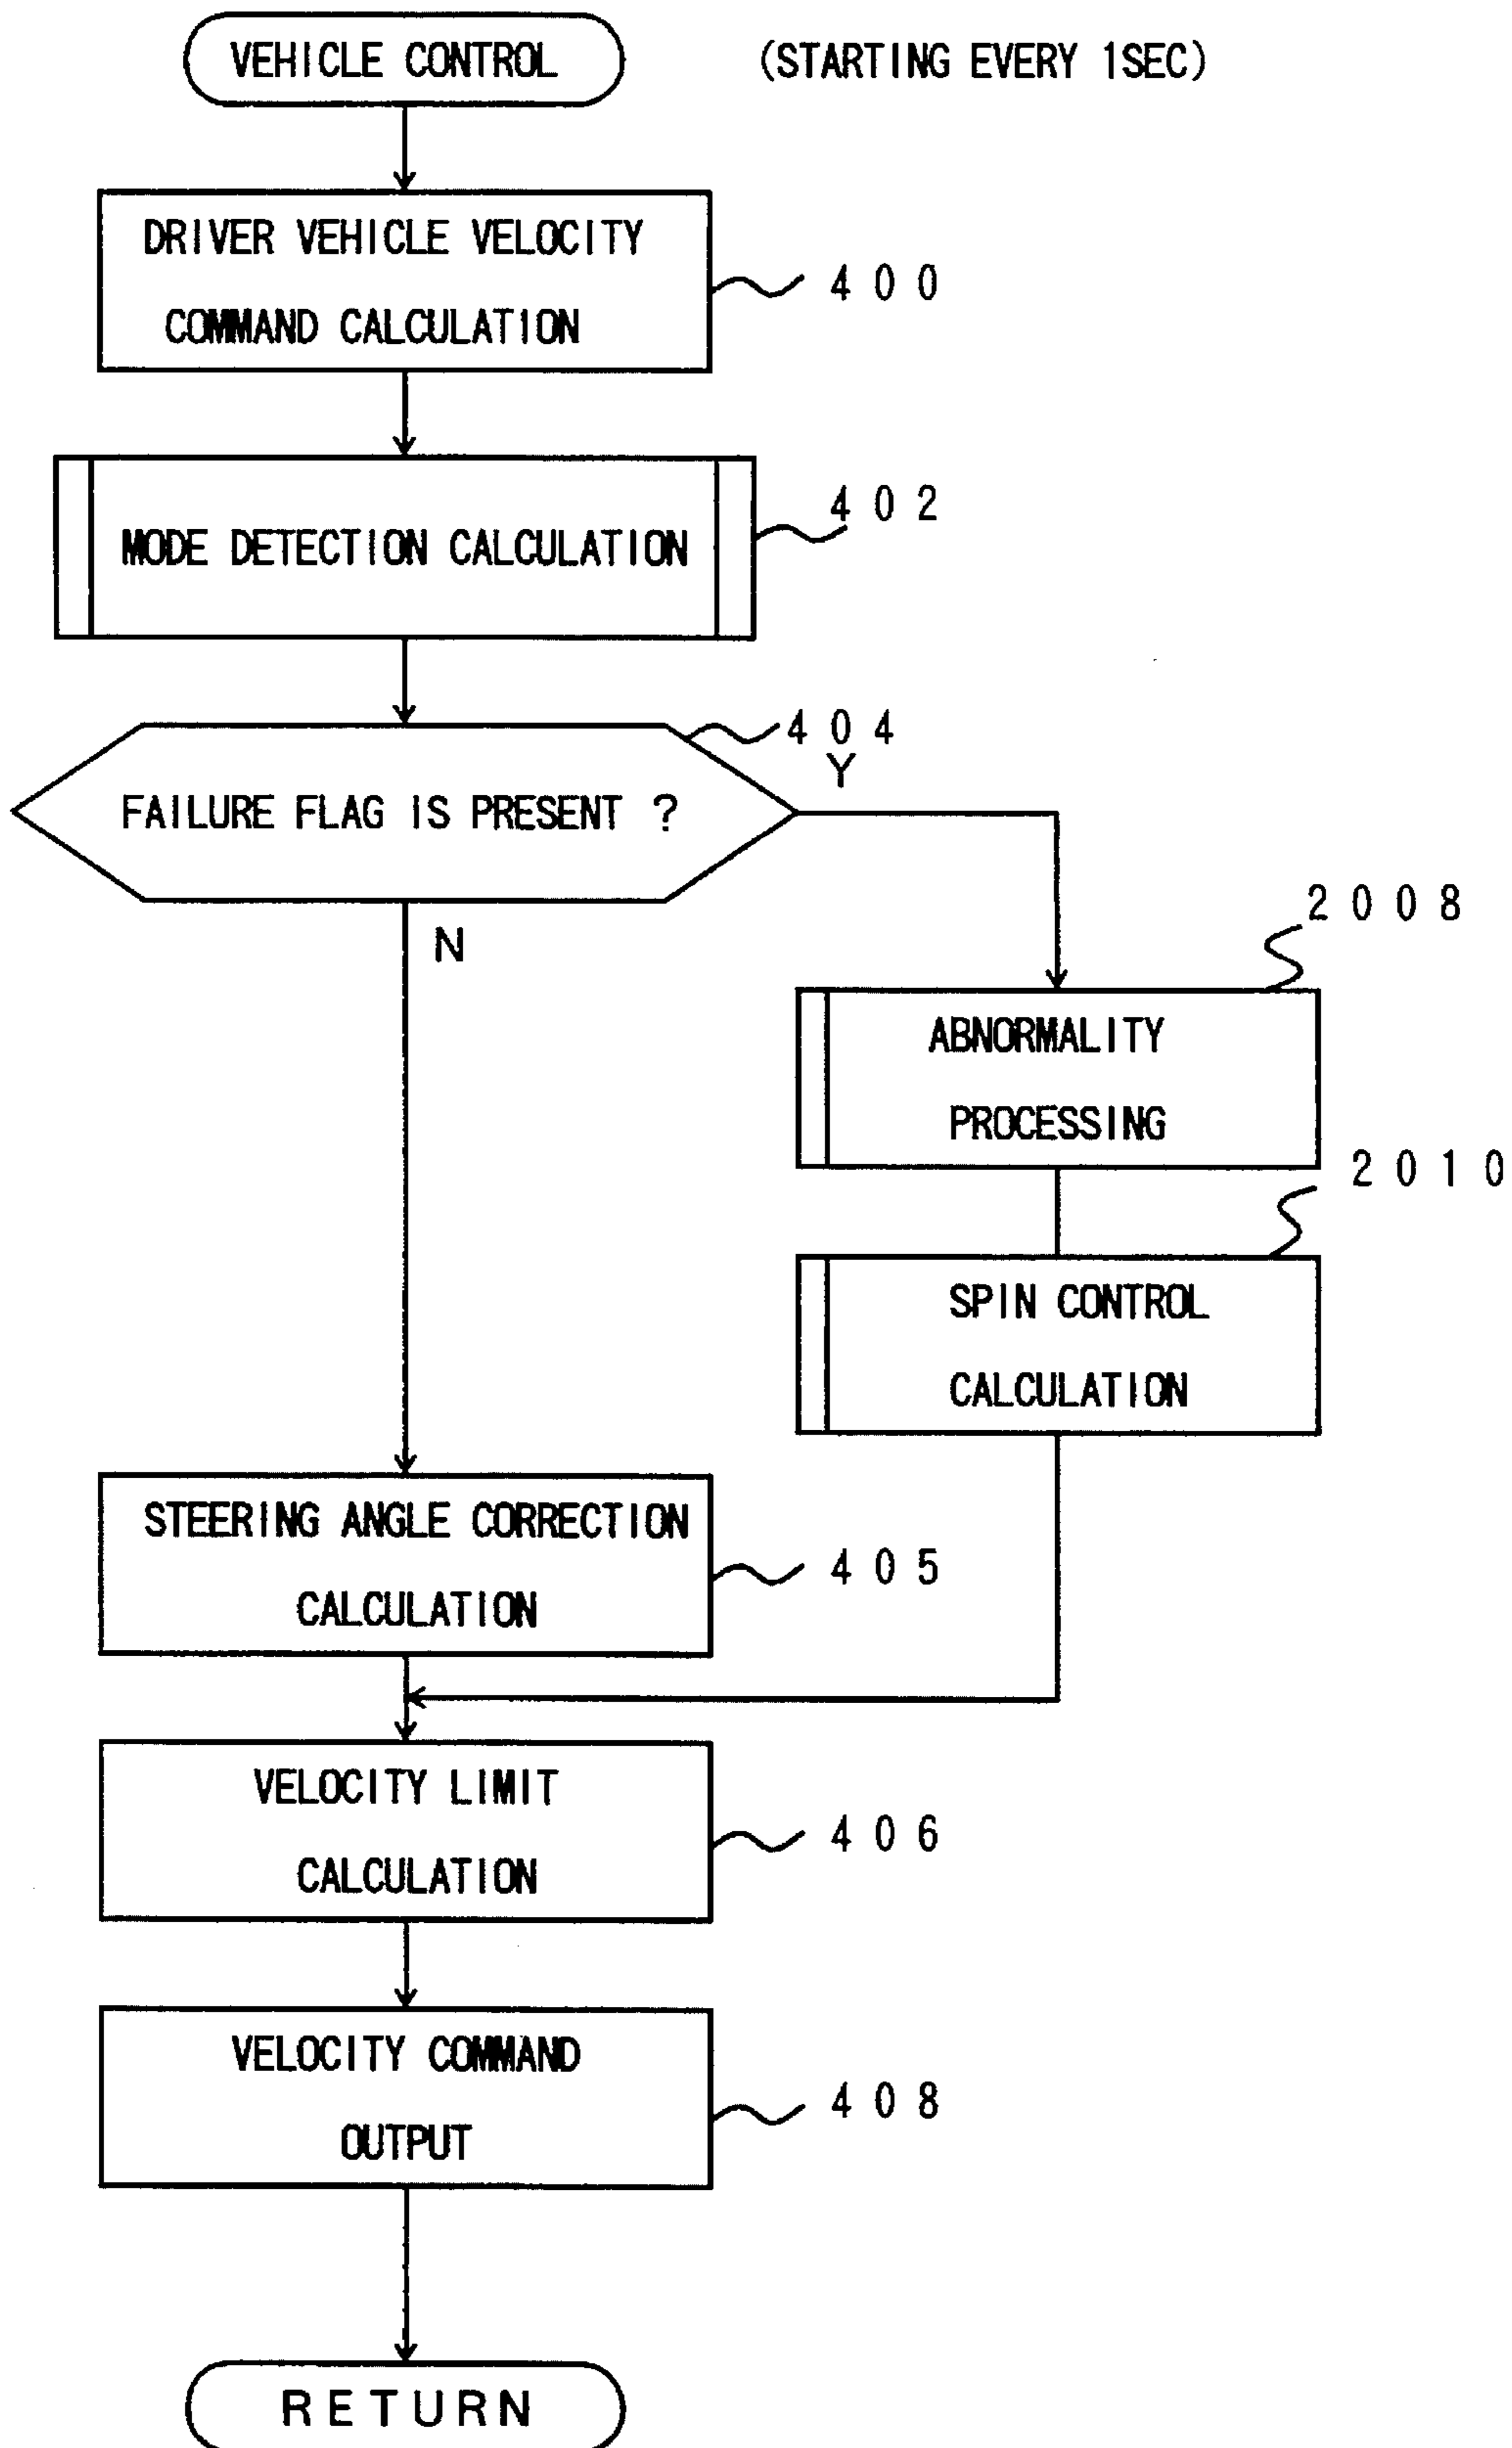 VEHICLE CONTROL
(STARTING EVERY 1SEC)
DRIVER VEHICLE VELOCITY
COMMAND CALCULATION
400
MODE DETECTION CALCULATION
402
404
FAILURE FLAG IS PRESENT ?
Y
N
2008
ABNORMALITY
PROCESSING
2010
SPIN CONTROL
CALCULATION
STEERING ANGLE CORRECTION
CALCULATION
405
VELOCITY LIMIT
CALCULATION
406
VELOCITY COMMAND
OUTPUT
408
RETURN